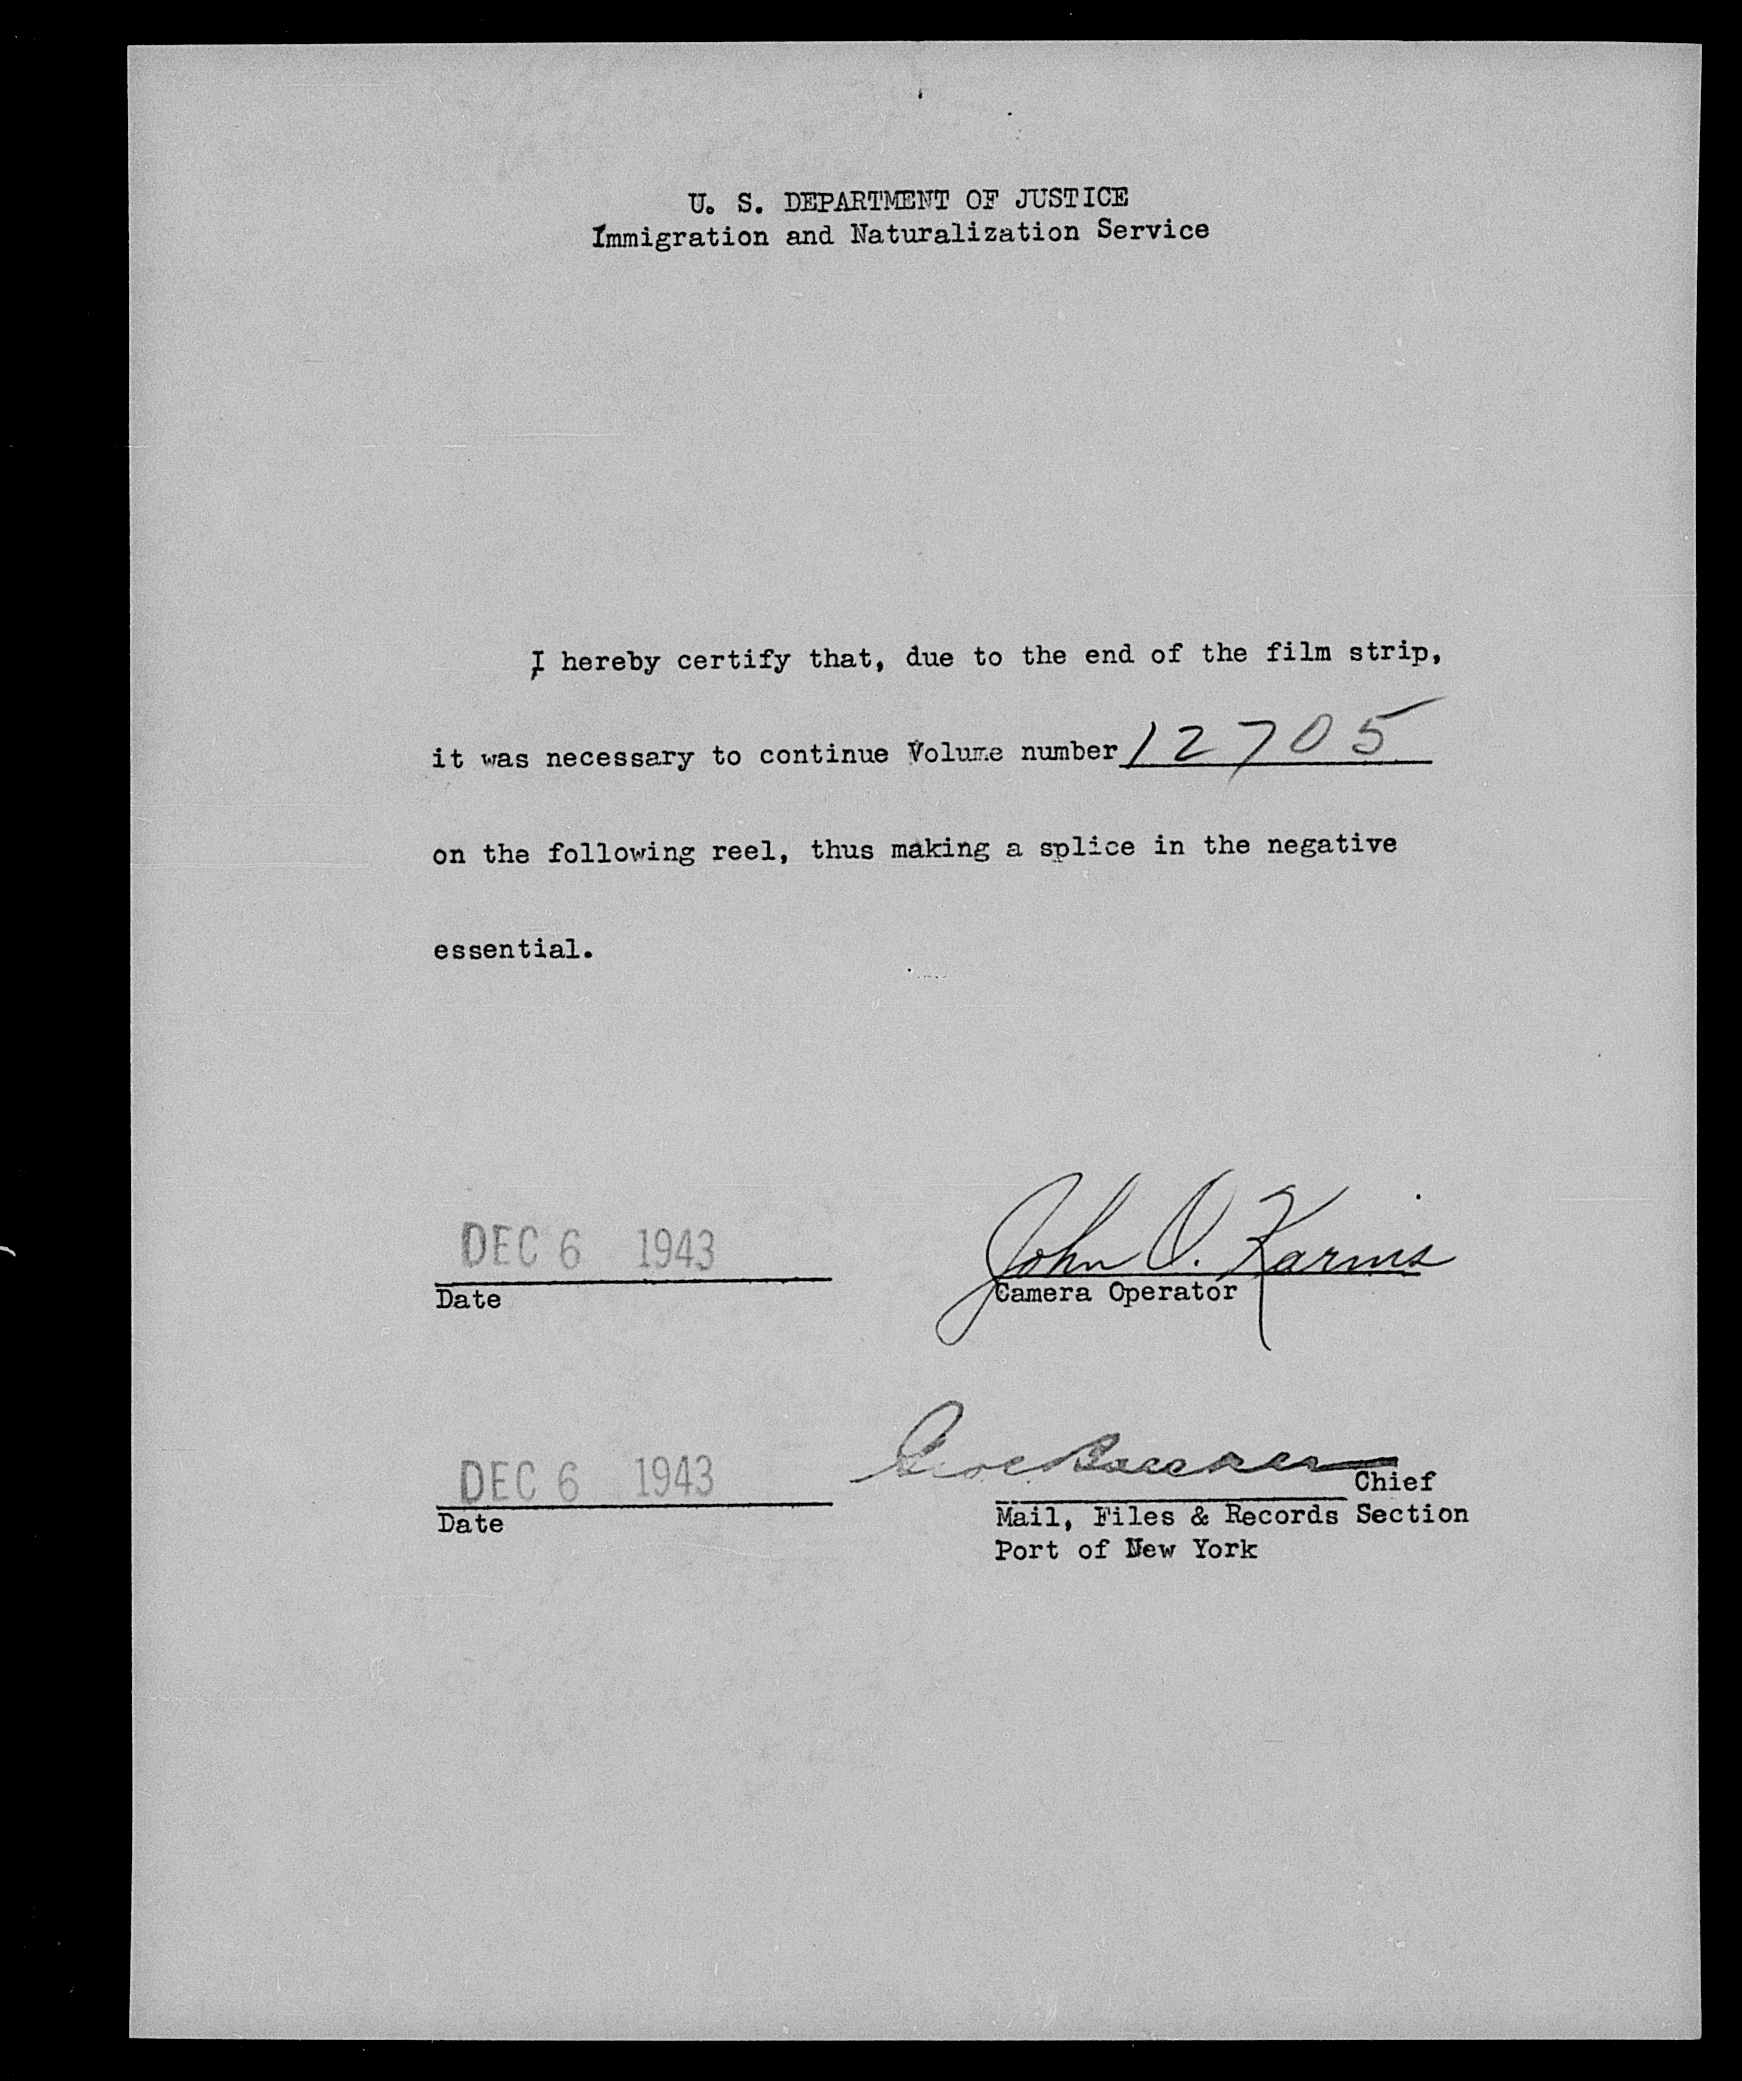 U. S. DEPARTMENT OF JUSTICE
Immigration and Naturalization Service
I hereby certify that, due to the end of the film strip,
it was necessary to continue Volume number 12705
on the following reel, thus making a splice in the negative
essential.
DEC 6 1943
John O. Karins
Date
Camera Operator
DEC 6 1943
Chief
Date
Mail, Files & Records Section
Port of New York